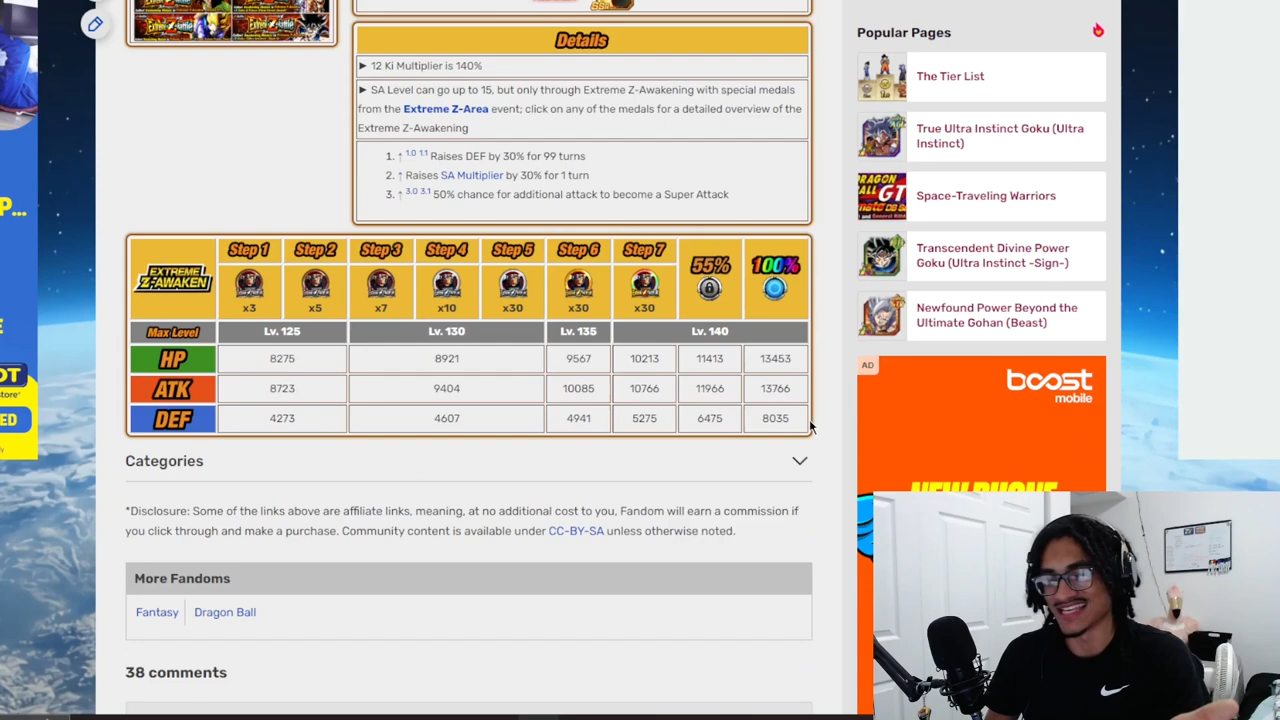 Details
► 12 Ki Multiplier is 140%
► SA Level can go up to 15, but only through Extreme Z-Awakening with special medals
from the Extreme Z-Area event; click on any of the medals for a detailed overview of the
Extreme Z-Awakening
1. ↑ 1.0 1.1 Raises DEF by 30% for 99 turns
2. ↑ Raises SA Multiplier by 30% for 1 turn
3. ↑ 3.0 3.1 50% chance for additional attack to become a Super Attack
EXTREME Z-AWAKEN Step 1 Step 2 Step 3 Step 4 Step 5 Step 6 Step 7 55% 100%
x3 x5 x7 x10 x30 x30 x30
Max Level Lv. 125 Lv. 130 Lv. 135 Lv. 140
HP 8275 8921 9567 10213 11413 13453
ATK 8723 9404 10085 10766 11966 13766
DEF 4273 4607 4941 5275 6475 8035
Categories
*Disclosure: Some of the links above are affiliate links, meaning, at no additional cost to you, Fandom will earn a commission if
you click through and make a purchase. Community content is available under CC-BY-SA unless otherwise noted.
More Fandoms
Fantasy Dragon Ball
38 comments
Popular Pages
The Tier List
True Ultra Instinct Goku (Ultra
Instinct)
Space-Traveling Warriors
Transcendent Divine Power
Goku (Ultra Instinct -Sign-)
Newfound Power Beyond the
Ultimate Gohan (Beast)
AD
boost
mobile
NEW PHONE